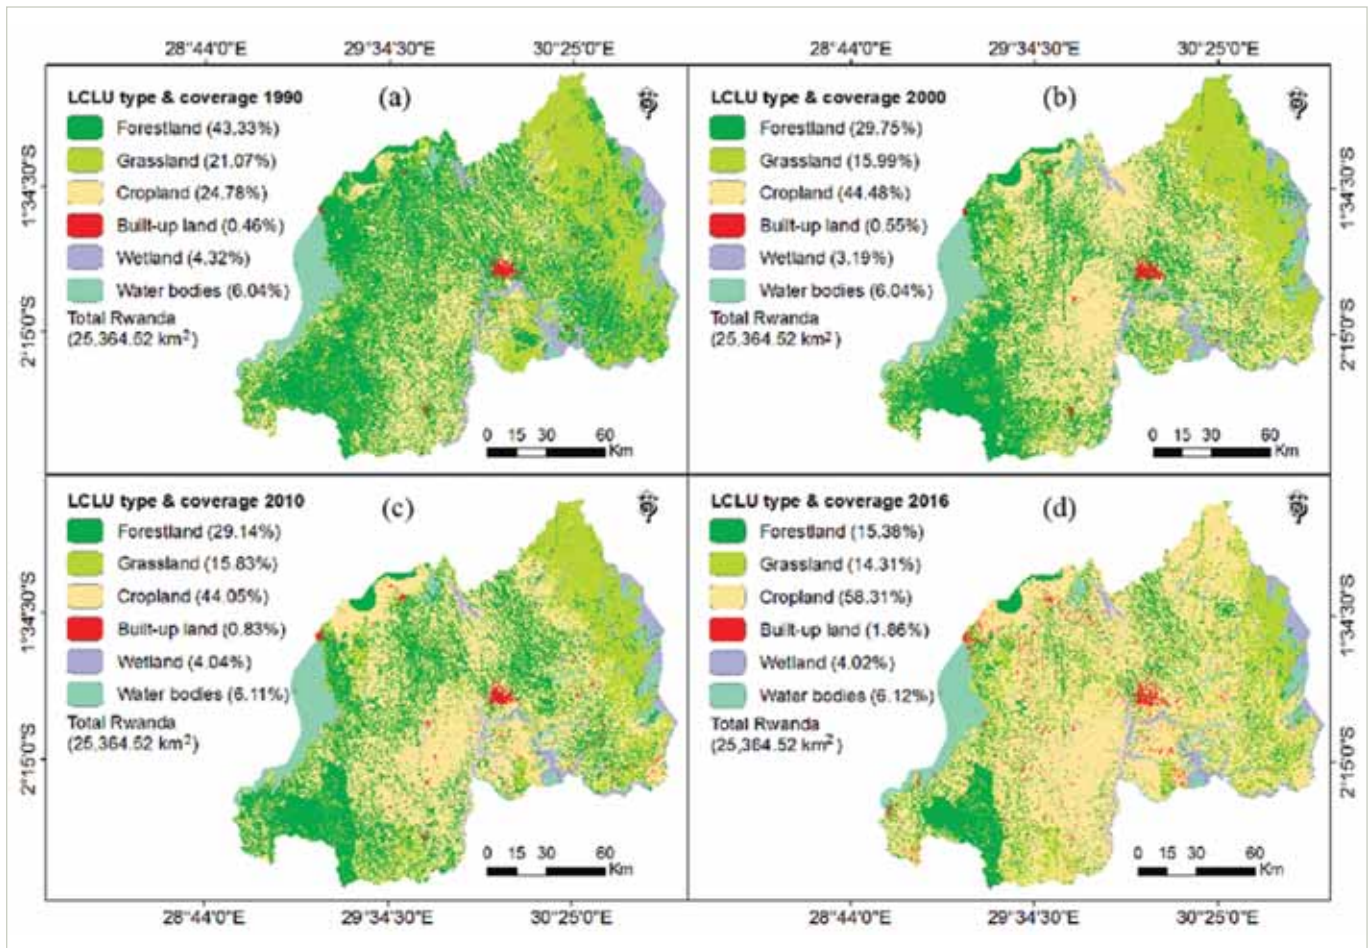 28°44'0"E 29°34'30"E 30°25'0"E 28°44'0"E 29°34'30"E 30°25'0"E
LCLU type & coverage 1990 (a)
Forestland (43.33%)
Grassland (21.07%)
Cropland (24.78%)
Built-up land (0.46%)
Wetland (4.32%)
Water bodies (6.04%)
Total Rwanda
(25,364.52 km²)
0 15 30 60
Km
LCLU type & coverage 2000 (b)
Forestland (29.75%)
Grassland (15.99%)
Cropland (44.48%)
Built-up land (0.55%)
Wetland (3.19%)
Water bodies (6.04%)
Total Rwanda
(25,364.52 km²)
0 15 30 60
Km
1°34'30"S
2°15'0"S
1°34'30"S
2°15'0"S
LCLU type & coverage 2010 (c)
Forestland (29.14%)
Grassland (15.83%)
Cropland (44.05%)
Built-up land (0.83%)
Wetland (4.04%)
Water bodies (6.11%)
Total Rwanda
(25,364.52 km²)
0 15 30 60
Km
LCLU type & coverage 2016 (d)
Forestland (15.38%)
Grassland (14.31%)
Cropland (58.31%)
Built-up land (1.86%)
Wetland (4.02%)
Water bodies (6.12%)
Total Rwanda
(25,364.52 km²)
0 15 30 60
Km
1°34'30"S
2°15'0"S
1°34'30"S
2°15'0"S
28°44'0"E 29°34'30"E 30°25'0"E 28°44'0"E 29°34'30"E 30°25'0"E